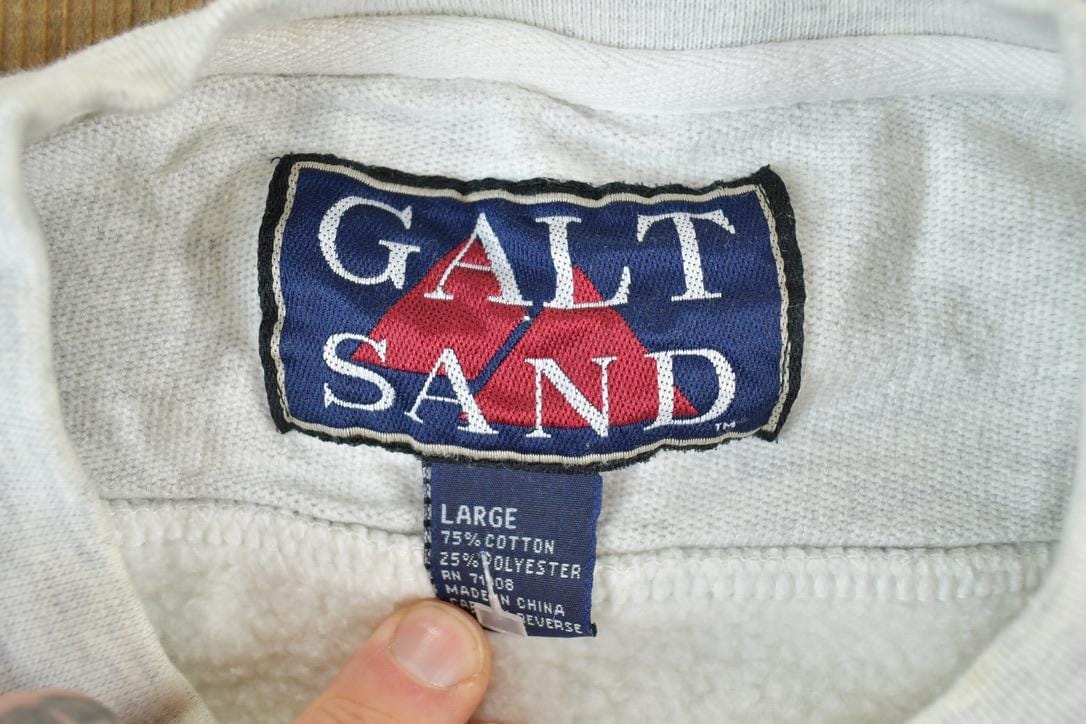 GALT
SAND
TM
LARGE
75% COTTON
25% POLYESTER
RN
MADE IN CHINA
REVERSE